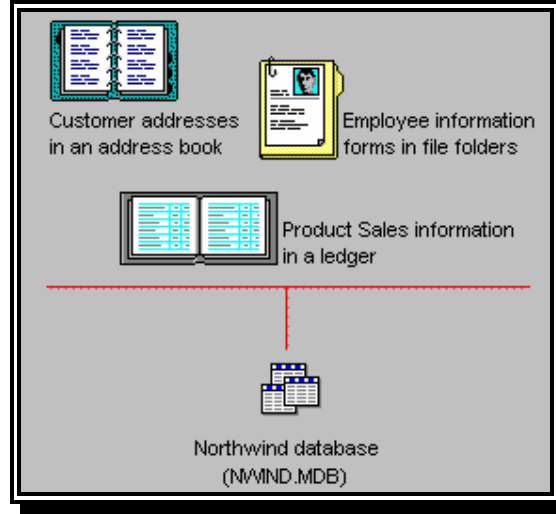 Customer addresses
in an address book
Employee information
forms in file folders
Product Sales information
in a ledger
Northwind database
(NWIND.MDB)